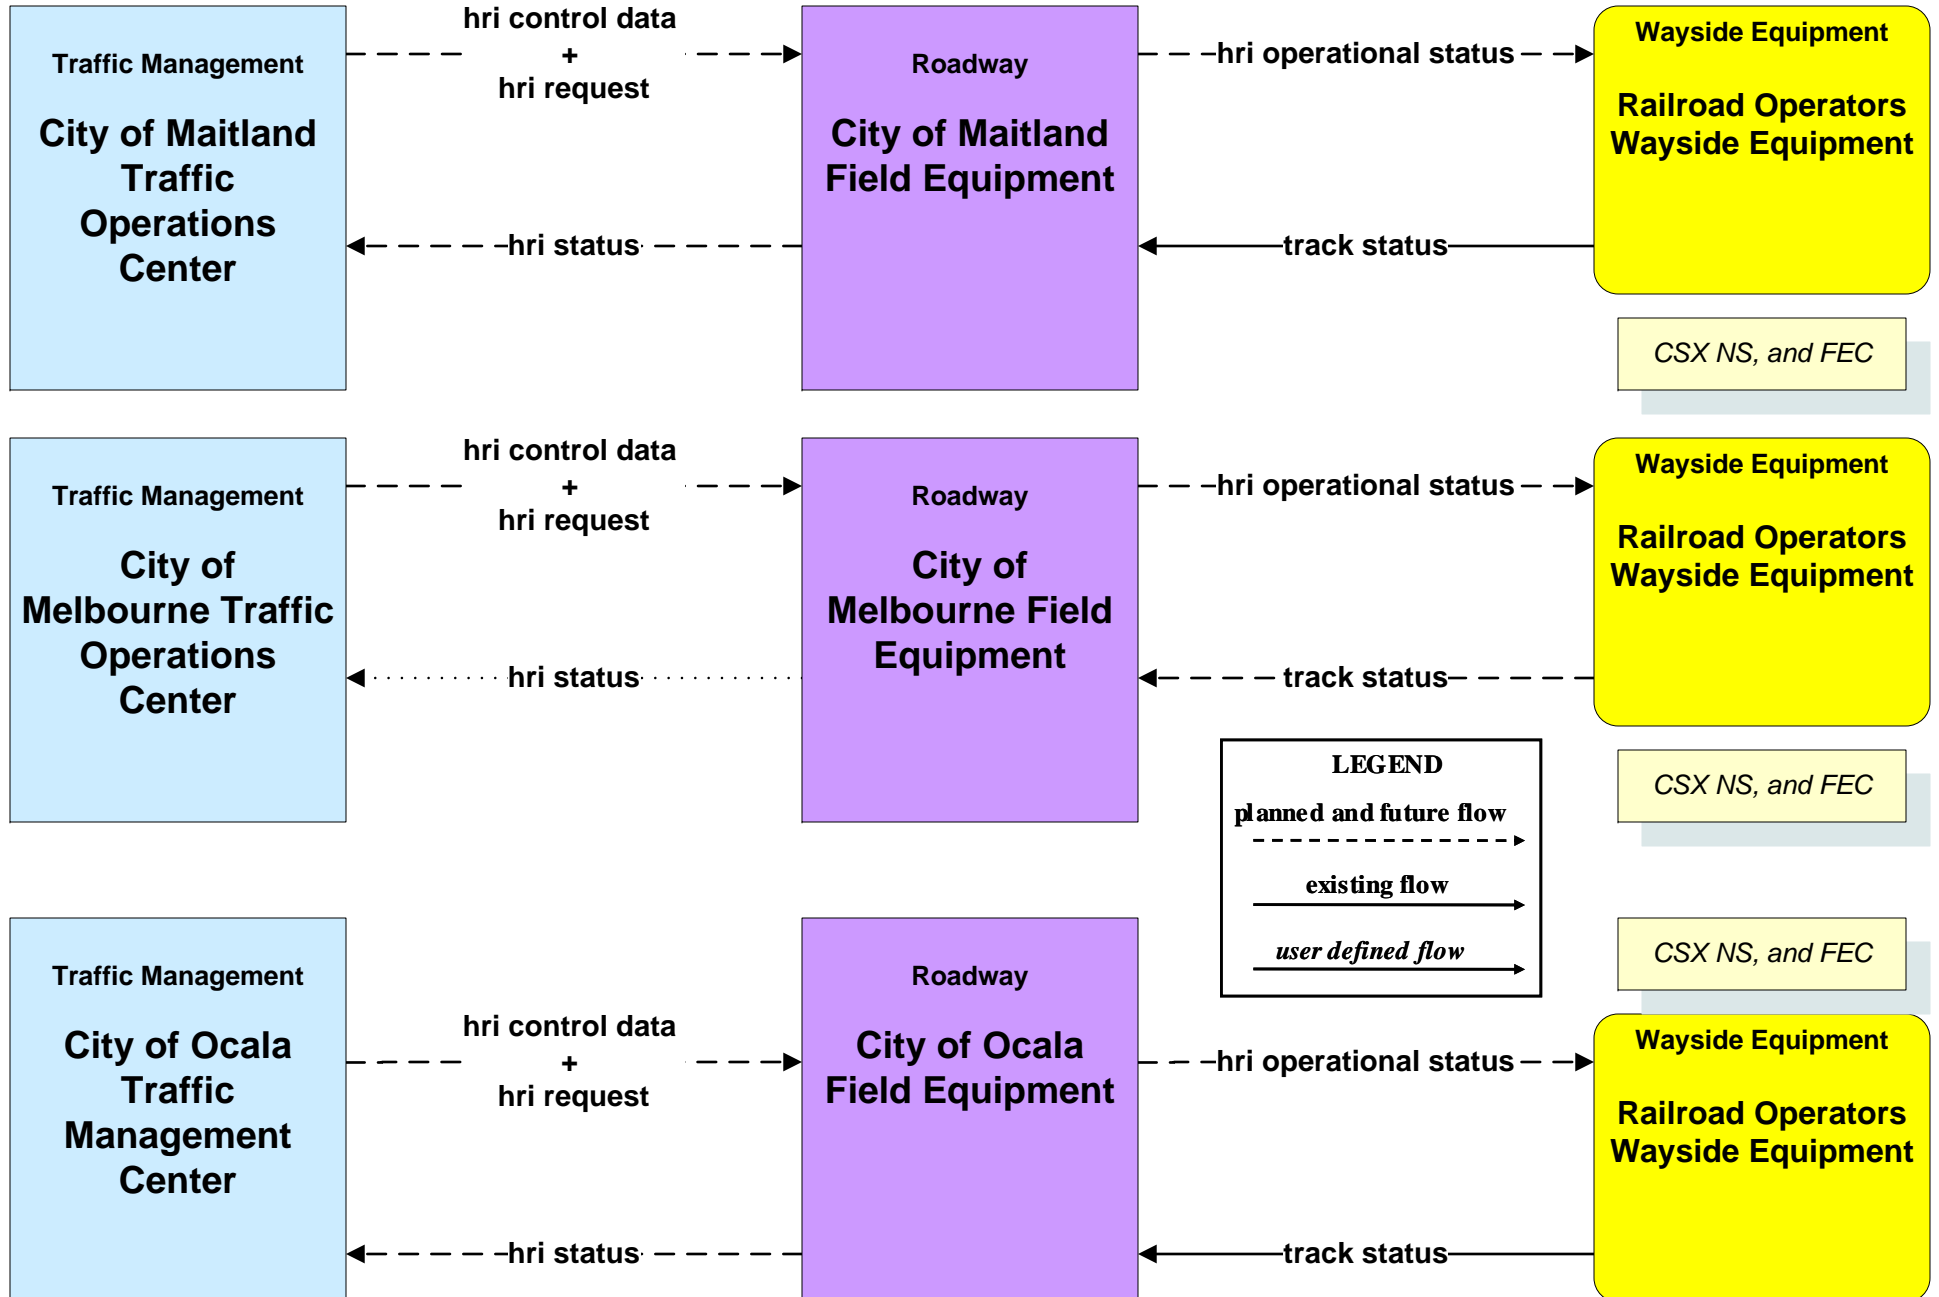 Traffic Management
City of Maitland
Traffic
Operations
Center
hri control data
+
hri request
hri status
Roadway
City of Maitland
Field Equipment
hri operational status
track status
Wayside Equipment
Railroad Operators
Wayside Equipment
CSX NS, and FEC
Traffic Management
City of
Melbourne Traffic
Operations
Center
hri control data
+
hri request
hri status
Roadway
City of
Melbourne Field
Equipment
hri operational status
track status
Wayside Equipment
Railroad Operators
Wayside Equipment
CSX NS, and FEC
LEGEND
planned and future flow
existing flow
user defined flow
Traffic Management
City of Ocala
Traffic
Management
Center
hri control data
+
hri request
hri status
Roadway
City of Ocala
Field Equipment
hri operational status
track status
CSX NS, and FEC
Wayside Equipment
Railroad Operators
Wayside Equipment